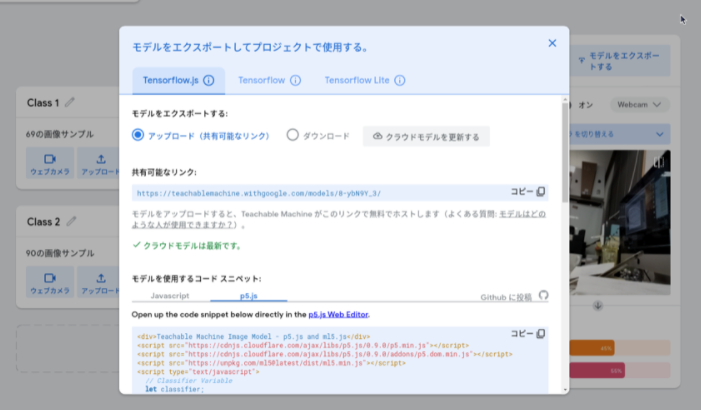 モデルをエクスポートしてプロジェクトで使用する。
Tensorflow.js
Tensorflow
Tensorflow Lite
モデルをエクスポートする:
アップロード（共有可能なリンク）
ダウンロード
クラウドモデルを更新する
共有可能なリンク:
コピー
モデルをアップロードすると、Teachable Machine がこのリンクで無料でホストします（よくある質問: モデルはどの
ような人が使用できますか？）。
クラウドモデルは最新です。
モデルを使用するコード スニペット:
Javascript
p5.js
Github に投稿
Open up the code snippet below directly in the p5.js Web Editor.
コピー
<div>Teachable Machine Image Model - p5.js and ml5.js</div>
<script src="https://cdnjs.cloudflare.com/ajax/libs/p5.js/0.9.0/p5.min.js"></script>
<script src="https://cdnjs.cloudflare.com/ajax/libs/p5.js/0.9.0/addons/p5.dom.min.js"></script>
<script src="https://unpkg.com/ml5@latest/dist/ml5.min.js"></script>
<script type="text/javascript">
// Classifier Variable
let classifier;
Class 1
69の画像サンプル
ウェブカメラ
アップロード
Class 2
90の画像サンプル
ウェブカメラ
アップロード
モデルをエクスポー
トする
オン
Webcam
を切り替える